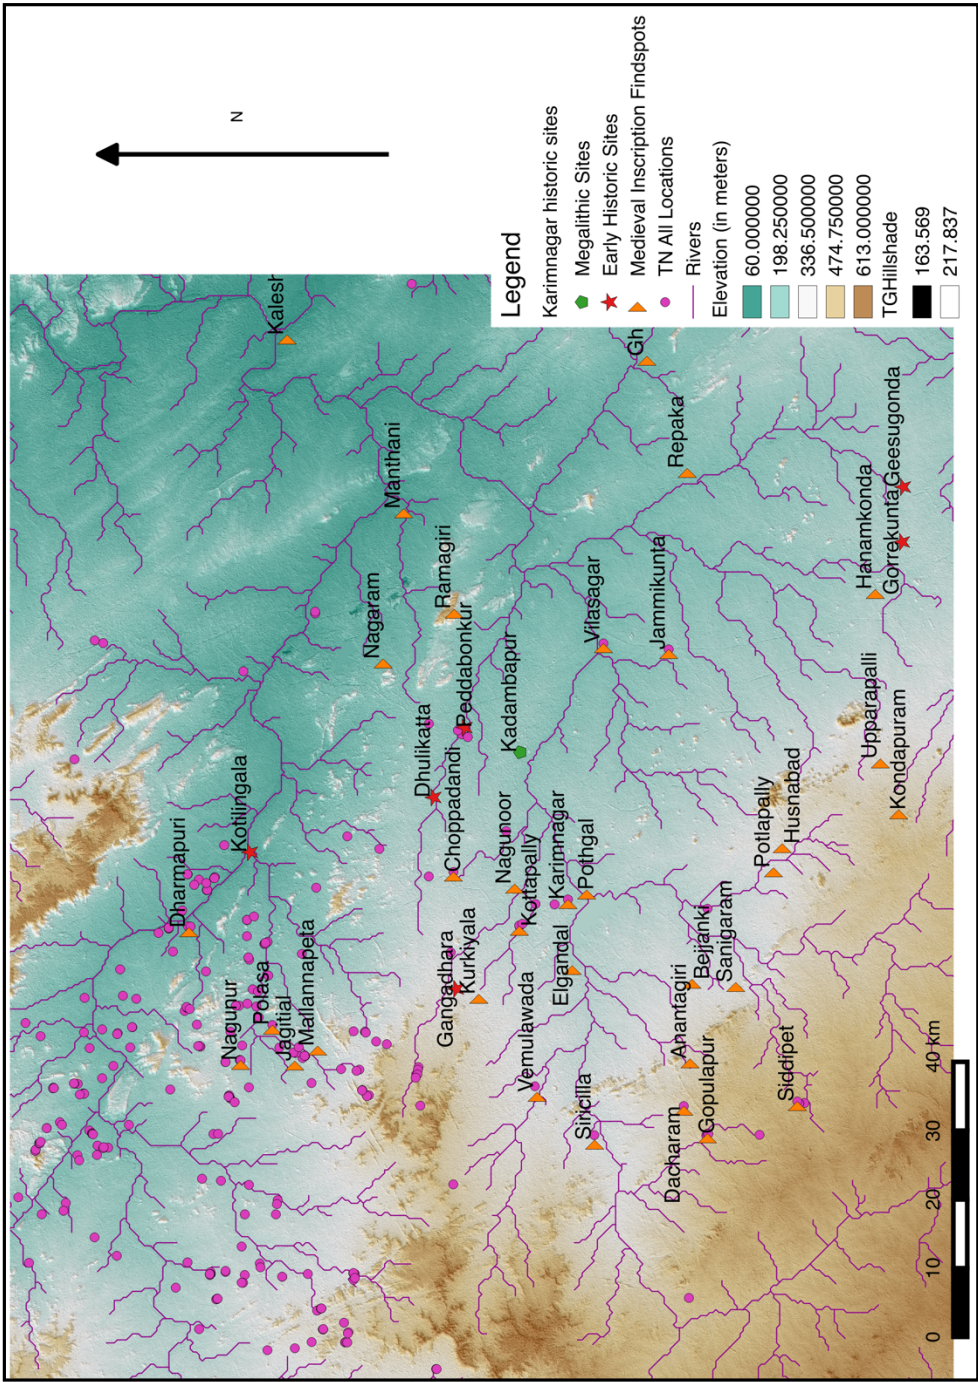 N
Legend
Karimnagar historic sites
Megalithic Sites
Early Historic Sites
Medieval Inscription Findspots
TN All Locations
Rivers
Elevation (in meters)
60.000000
198.250000
336.500000
474.750000
613.000000
TGHillshade
163.569
217.837
Kalesh
Gh
Manthani
Repaka
Ramagiri
Nagaram
Peddabonkur
Kadambapur
Vilasagar
Jammikunta
Hanamkonda
Gorrekunta
Geesugonda
Dhulikatta
Choppadandi
Kotilingala
Dharmapuri
Nagunoor
Kottapally
Karimnagar
Pothgal
Potlapally
Husnabad
Upparapalli
Kondapuram
Nagunur
Polasa
Jagitial
Mallannapeta
Gangadhara
Kurkiyala
Elgandal
Vemulawada
Siricilla
Bejjanki
Sanigaram
Anantagiri
Gopulapur
Dacharam
Siddipet
0
10
20
30
40 km